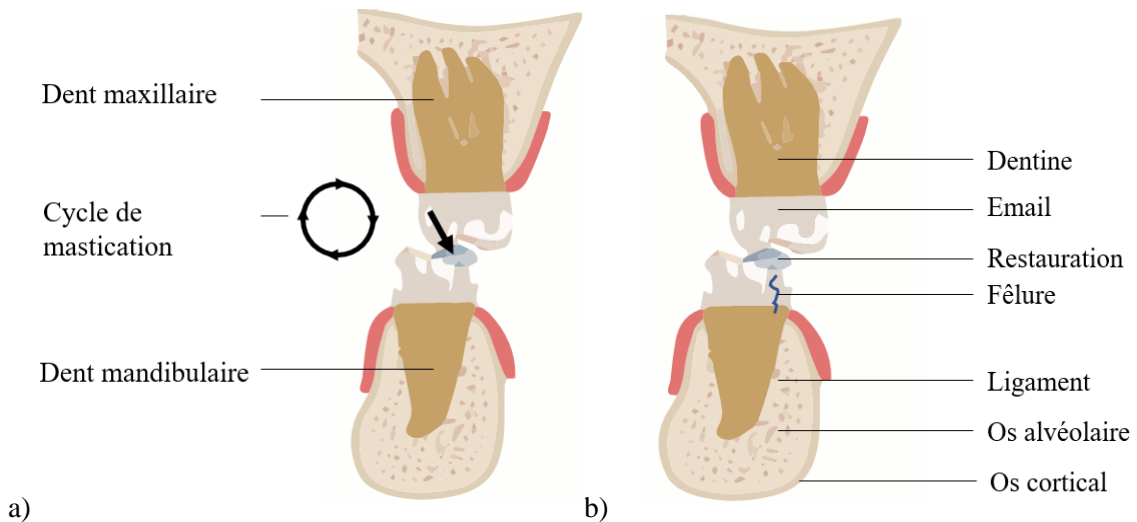 Dent maxillaire
Cycle de
mastication
Dent mandibulaire
a)
Dentine
Email
Restauration
Fêlure
Ligament
Os alvéolaire
Os cortical
b)